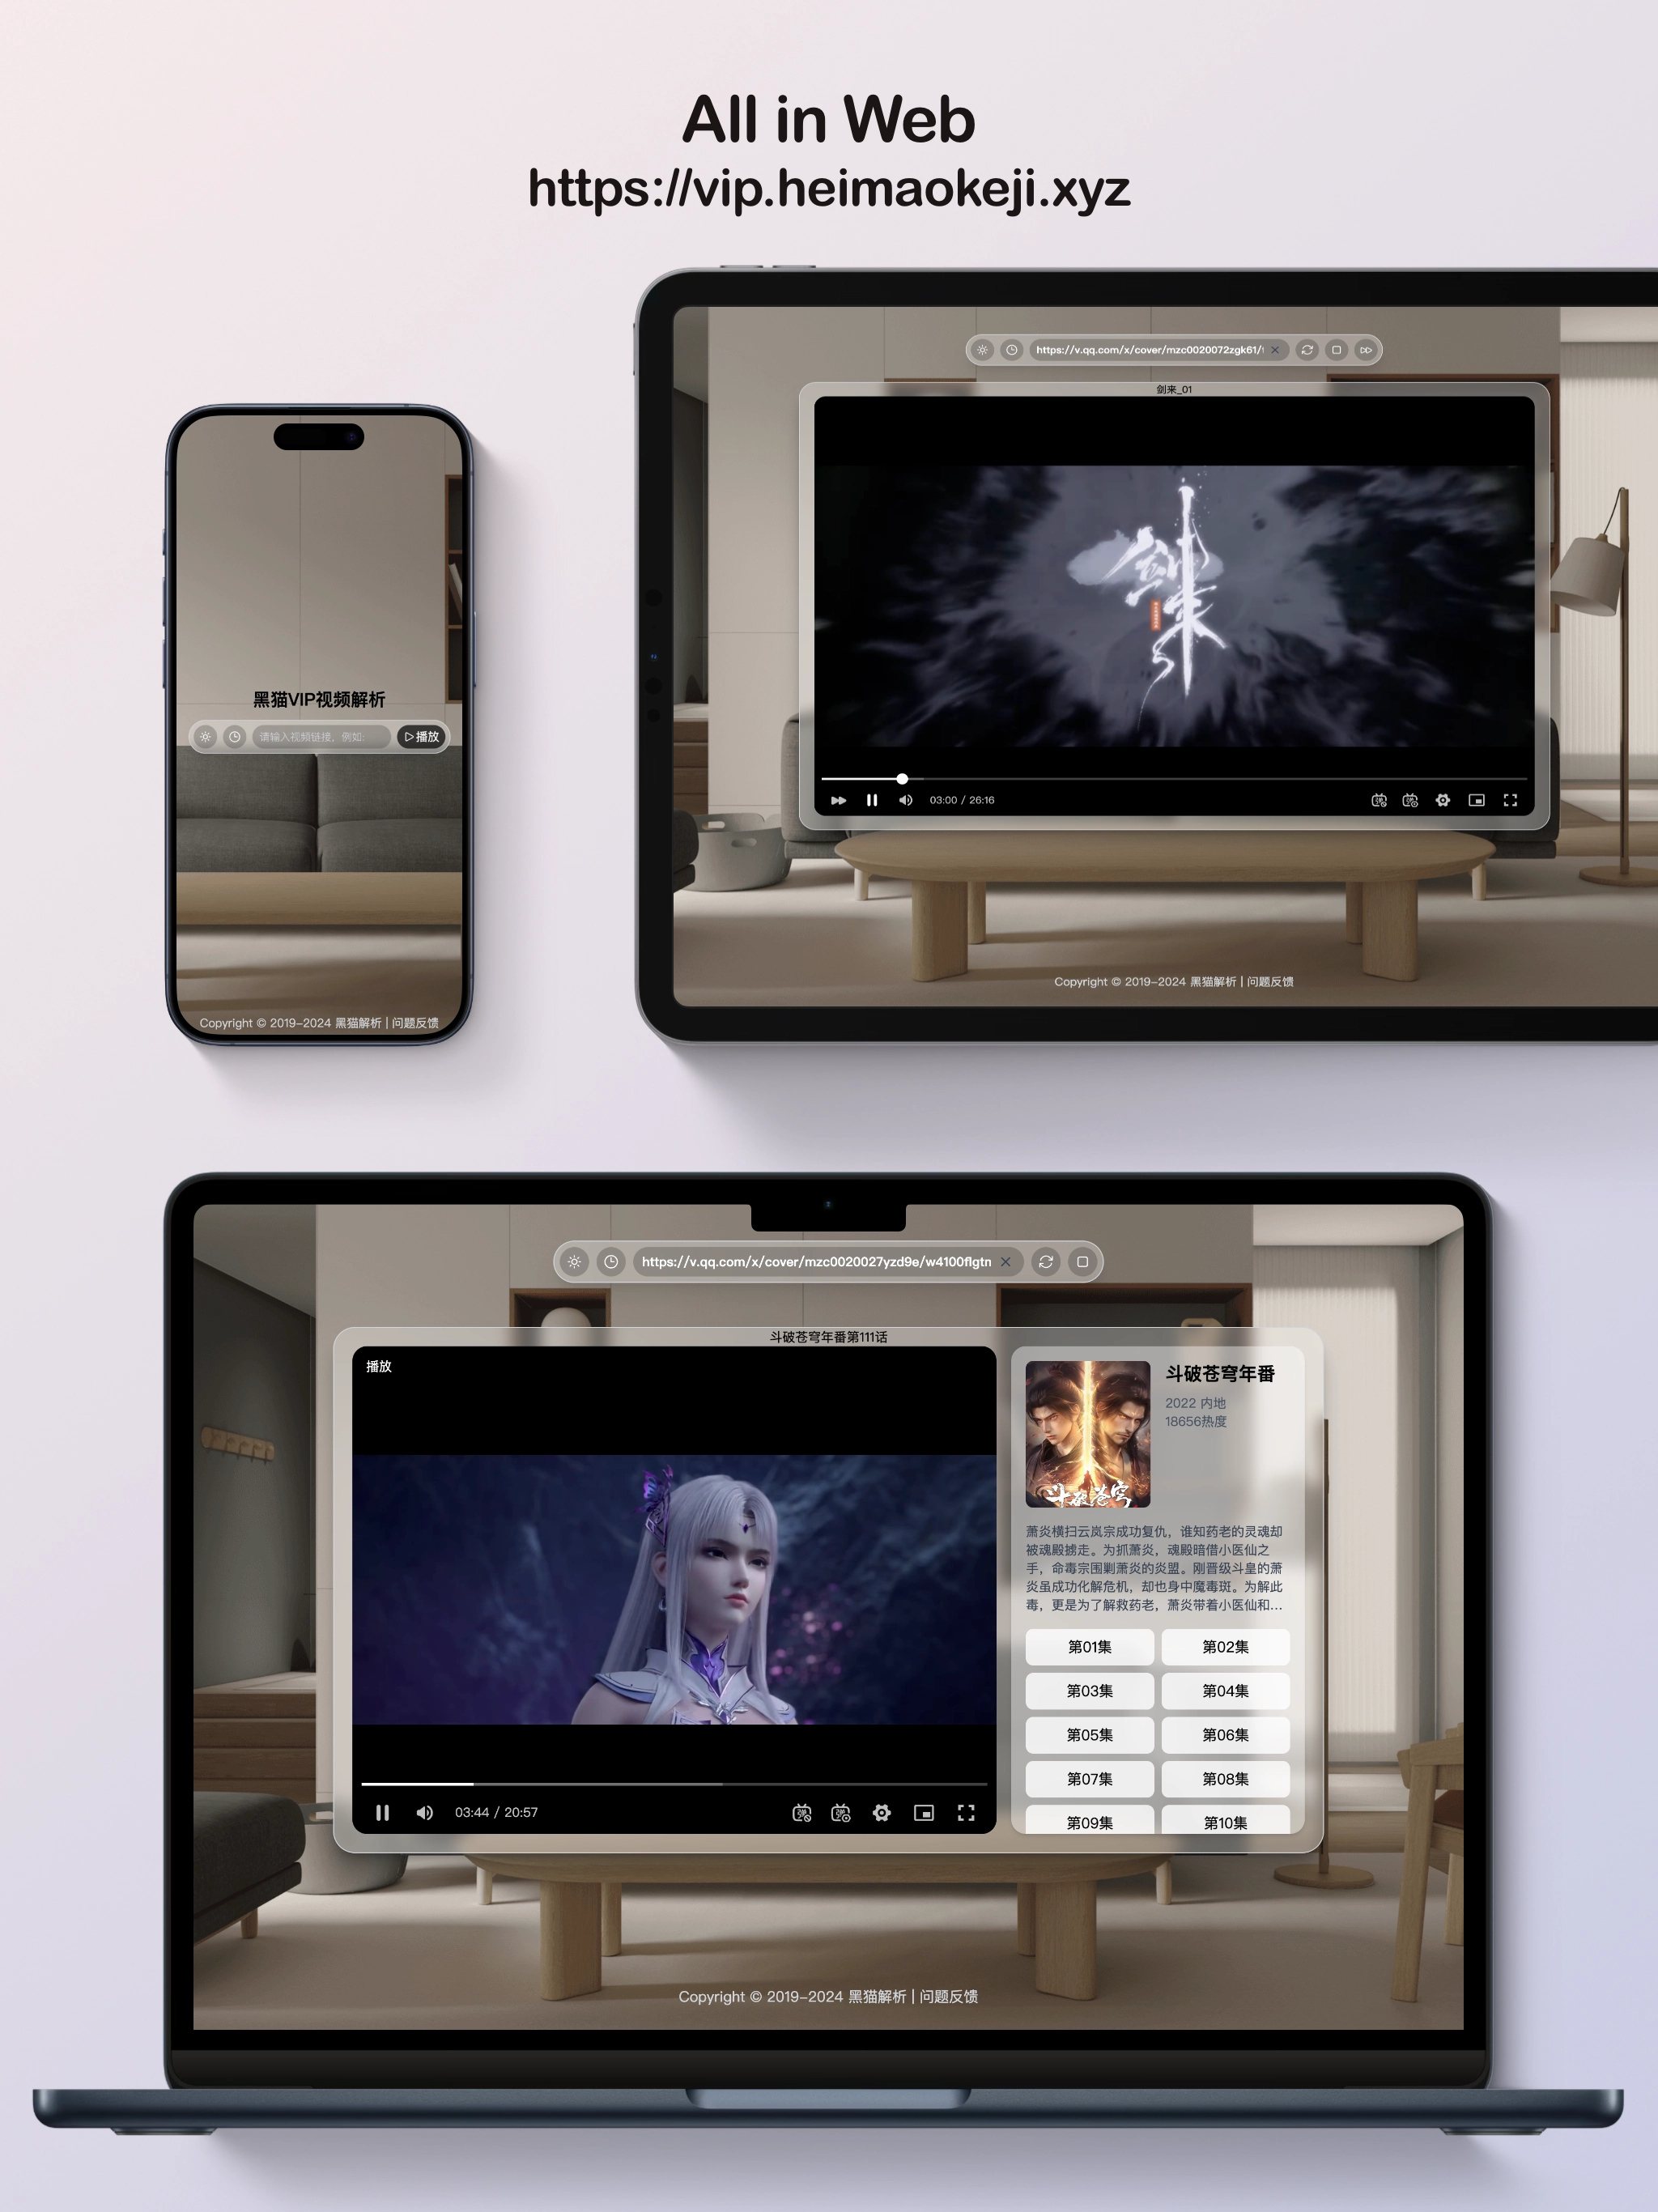 All in Web
https://vip.heimaokeji.xyz
https://v.qq.com/x/cover/mzc0020072zgk61/
剑来_01
剑来
03:00 / 26:16
Copyright © 2019-2024 黑猫解析 | 问题反馈
黑猫VIP视频解析
请输入视频链接，例如:
播放
Copyright © 2019-2024 黑猫解析 | 问题反馈
https://v.qq.com/x/cover/mzc0020027yzd9e/w4100flgtn
斗破苍穹年番第111话
播放
03:44 / 20:57
斗破苍穹
斗破苍穹年番
2022 内地
18656热度
萧炎横扫云岚宗成功复仇，谁知药老的灵魂却
被魂殿掳走。为抓萧炎，魂殿暗借小医仙之
手，命毒宗围剿萧炎的炎盟。刚晋级斗皇的萧
炎虽成功化解危机，却也身中魔毒斑。为解此
毒，更是为了解救药老，萧炎带着小医仙和...
第01集 第02集
第03集 第04集
第05集 第06集
第07集 第08集
第09集 第10集
Copyright © 2019-2024 黑猫解析 | 问题反馈